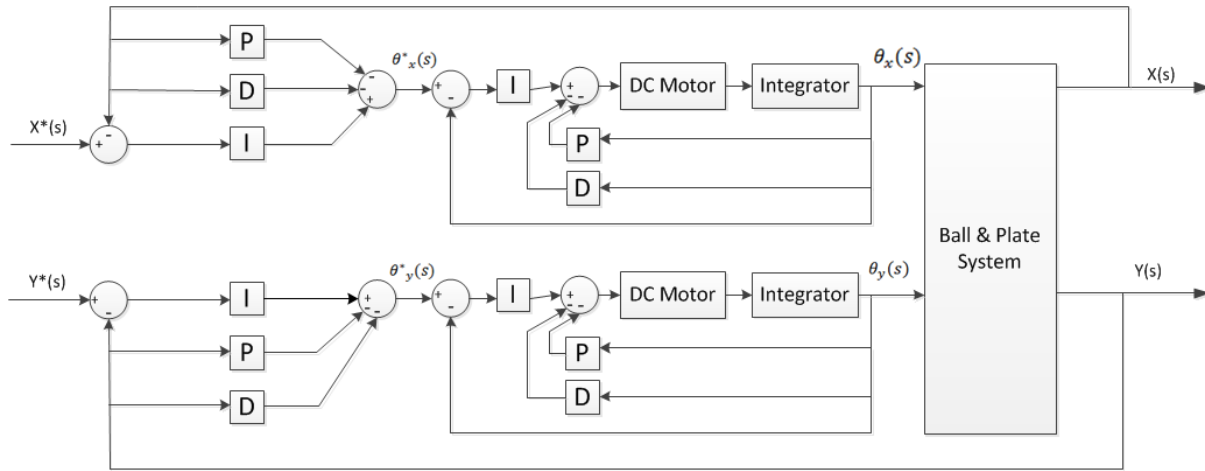 P
θ*x(s)
θx(s)
X(s)
D
I
DC Motor
Integrator
X*(s)
I
P
D
Ball & Plate
System
Y*(s)
θ*y(s)
θy(s)
Y(s)
I
I
DC Motor
Integrator
P
P
D
D